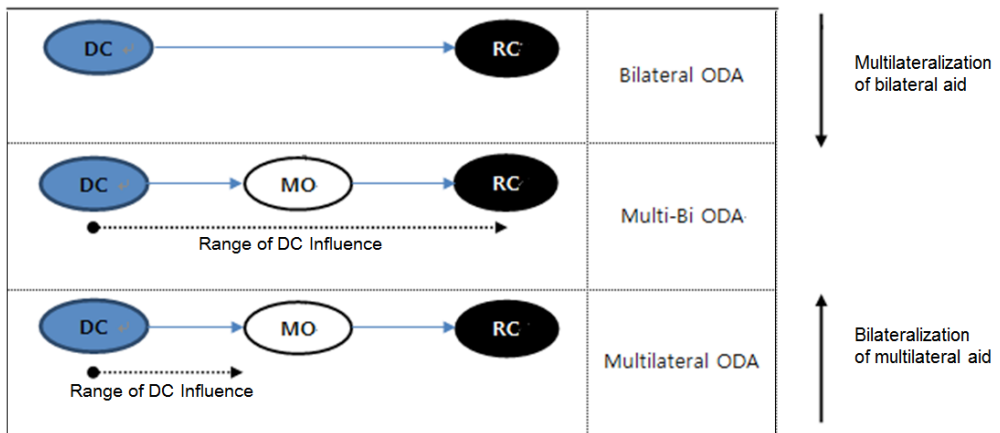 DC
RC
Bilateral ODA
Multilateralization
of bilateral aid
DC
MO
RC
Multi-Bi ODA
Range of DC Influence
DC
MO
RC
Multilateral ODA
Range of DC Influence
Bilateralization
of multilateral aid